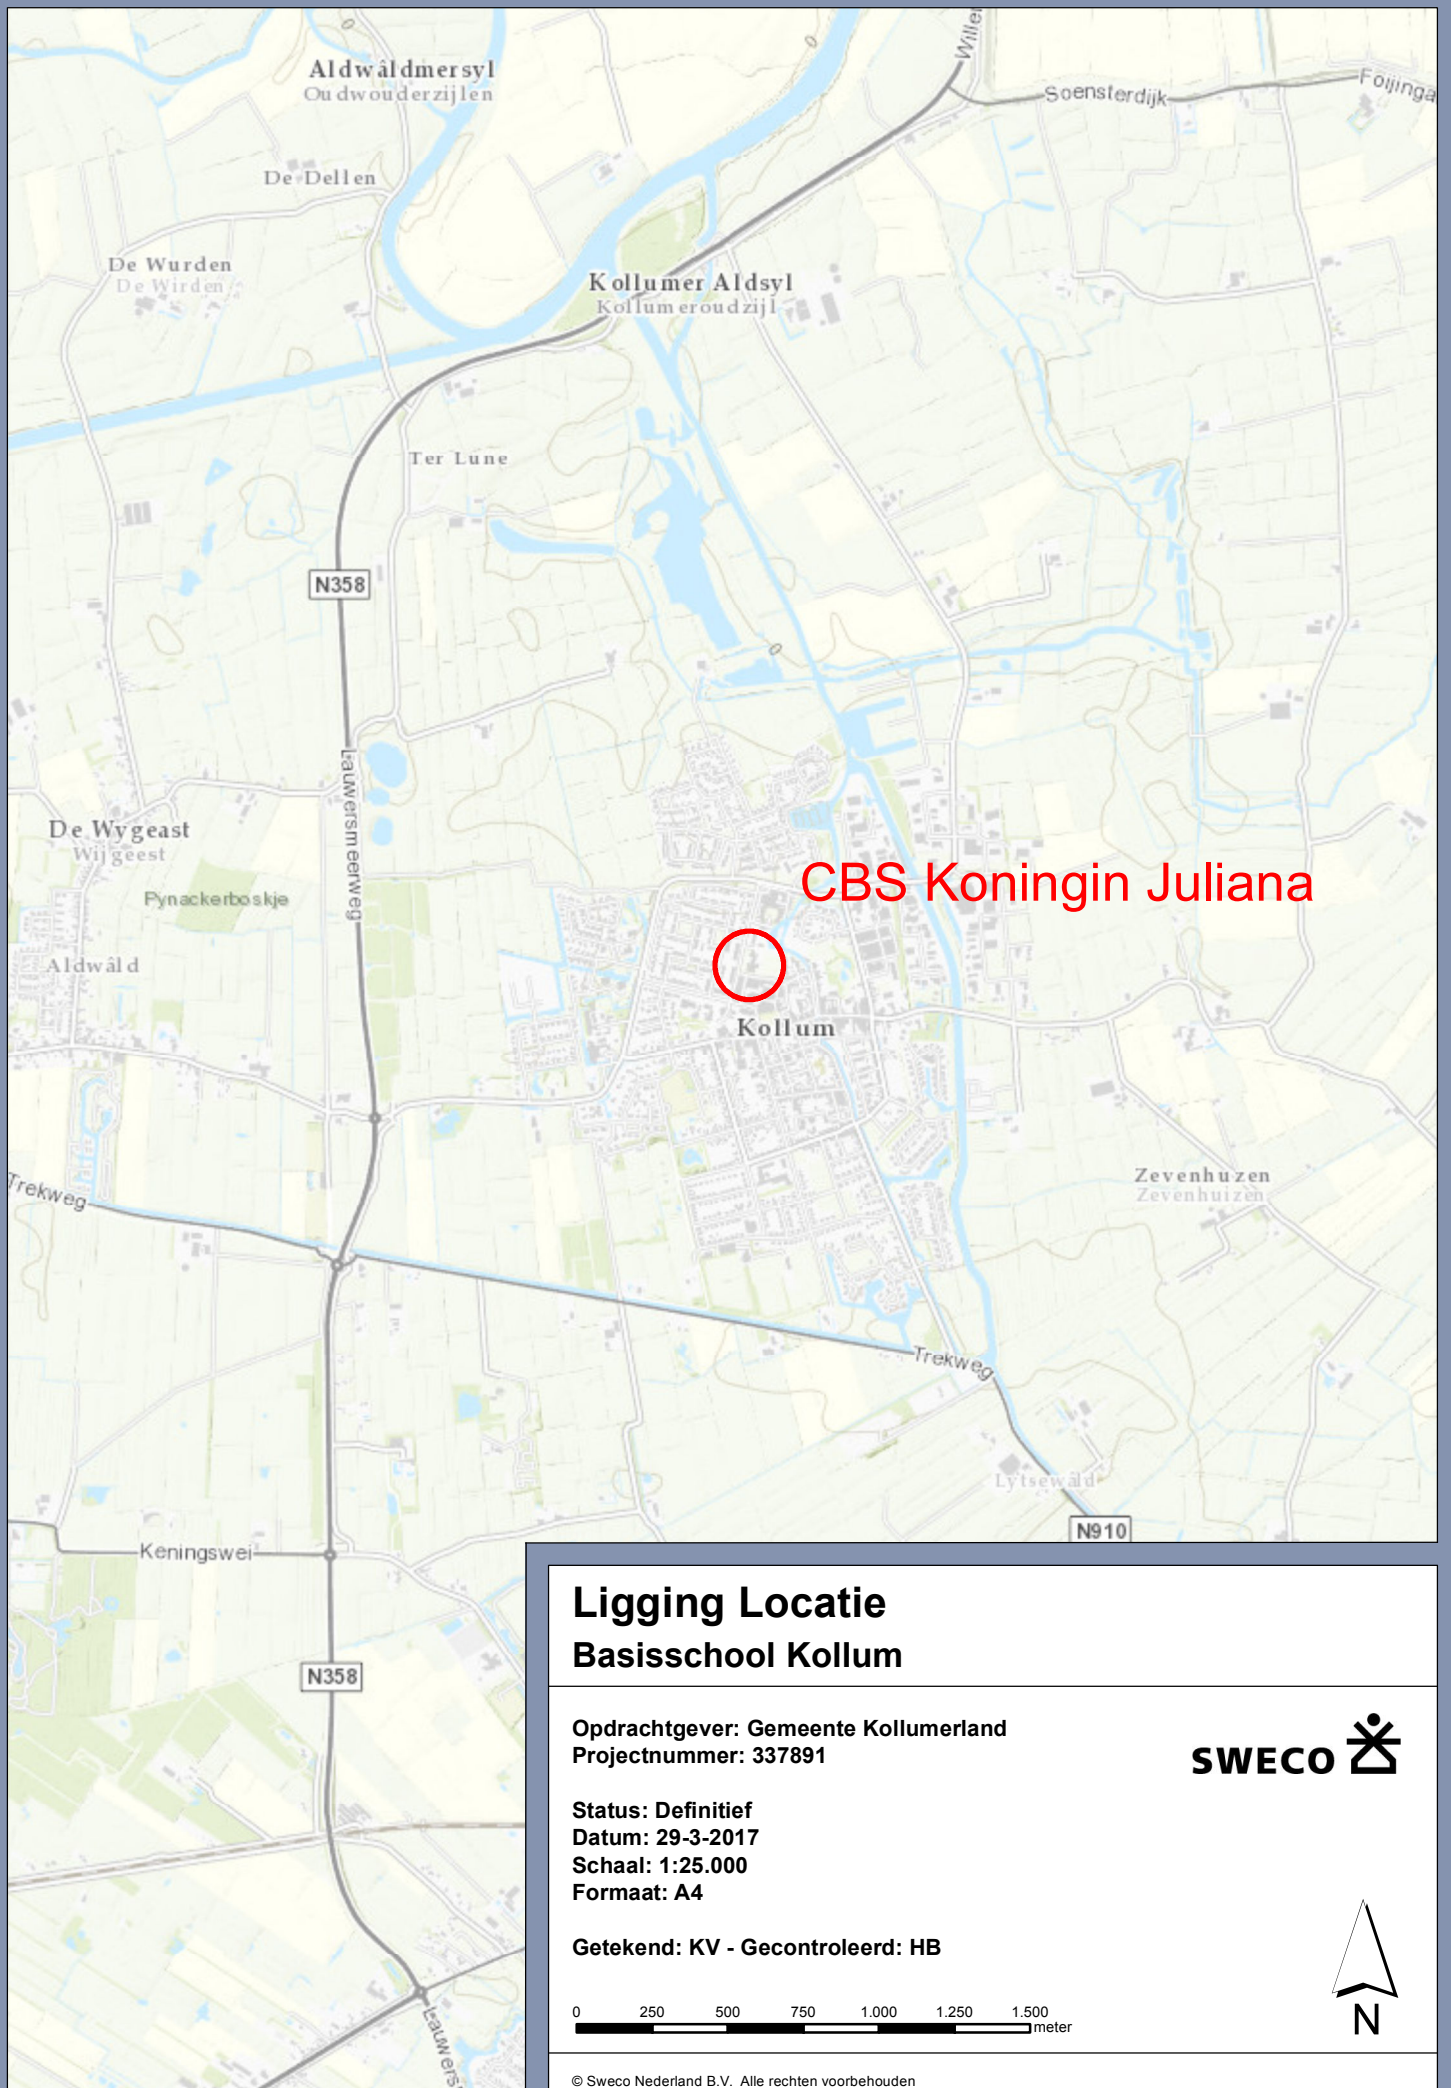 Aldwâldmersyl
Oudwouderzijlen
Willem
Soensterdijk
Foijinga
De Dellen
De Wurden
De Wirden
Kollumer Aldsyl
Kollumeroudzijl
Ter Lune
N358
Lauwersmeerweg
De Wygeast
Wijgeest
Pynackerboskje
CBS Koningin Juliana
Aldwâld
Kollum
Trekweg
Zevenhuzen
Zevenhuizen
Trekweg
Lytsewâld
N910
Keningswei
N358
Lauwers
Ligging Locatie
Basisschool Kollum
Opdrachtgever: Gemeente Kollumerland
Projectnummer: 337891
SWECO
Status: Definitief
Datum: 29-3-2017
Schaal: 1:25.000
Formaat: A4
Getekend: KV - Gecontroleerd: HB
0 250 500 750 1.000 1.250 1.500
meter
N
© Sweco Nederland B.V. Alle rechten voorbehouden